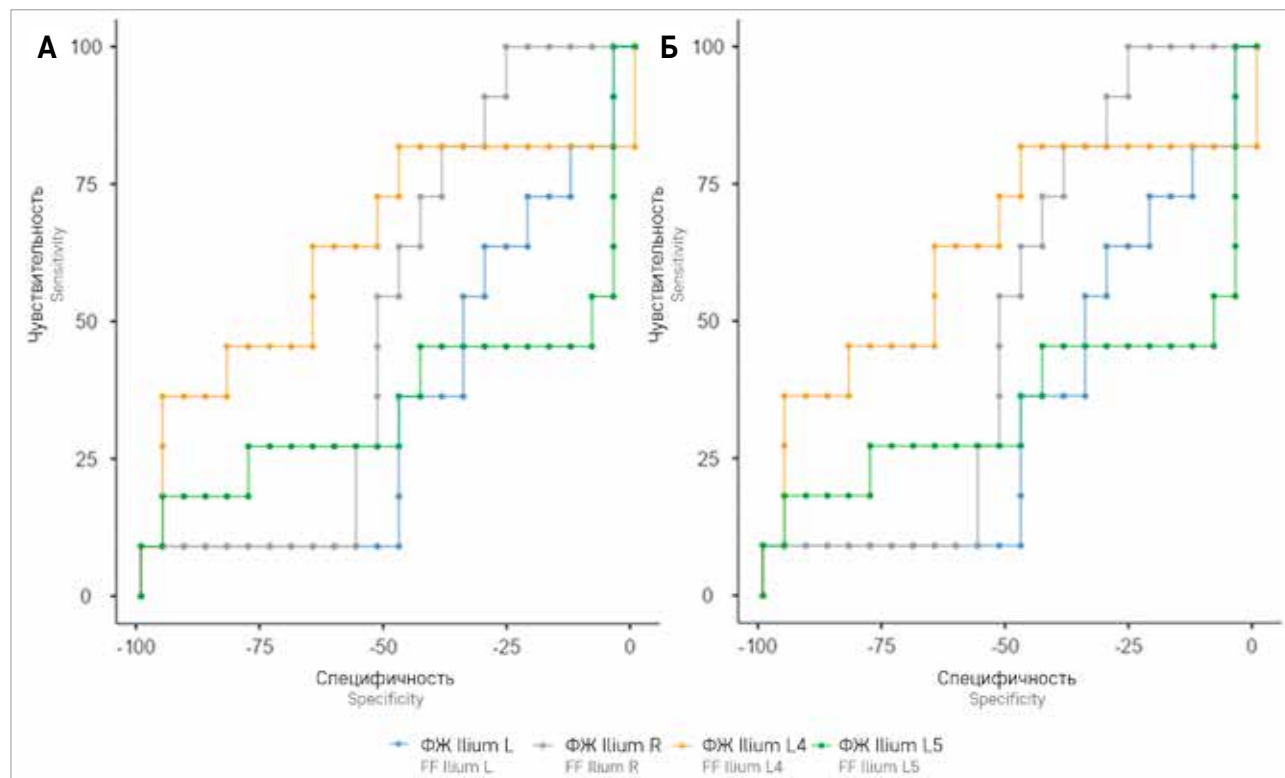 А
100
75
50
25
0
Чувствительность
Sensitivity
-100
-75
-50
-25
0
Специфичность
Specificity
Б
100
75
50
25
0
Чувствительность
Sensitivity
-100
-75
-50
-25
0
Специфичность
Specificity
ФЖ Ilium L
FF Ilium L
ФЖ Ilium R
FF Ilium R
ФЖ Ilium L4
FF Ilium L4
ФЖ Ilium L5
FF Ilium L5